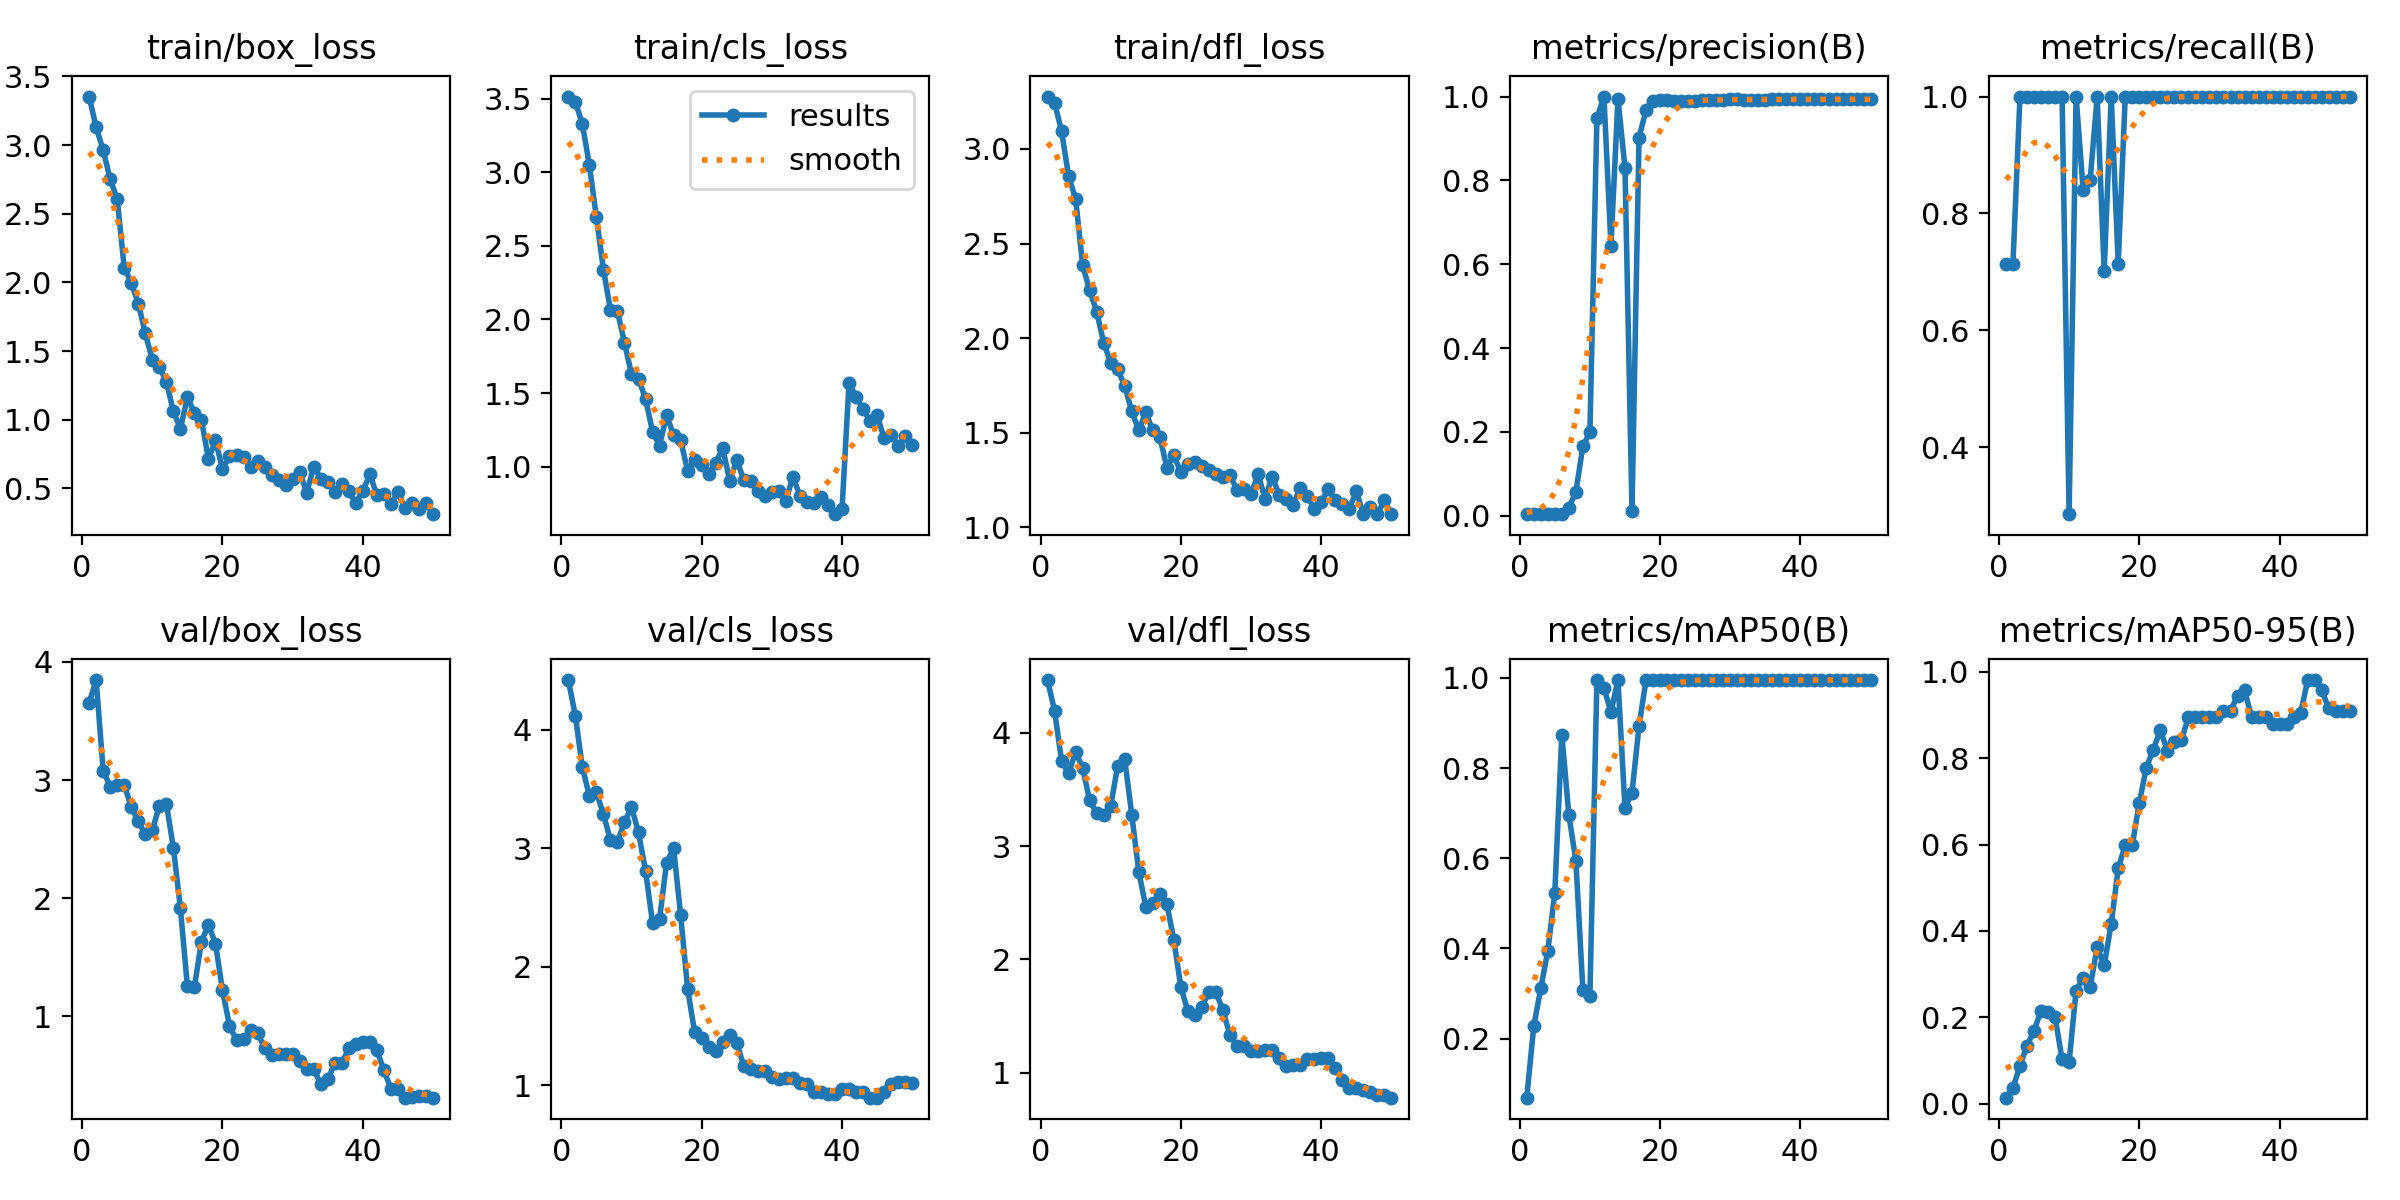 train/box_loss
3.5
3.0
2.5
2.0
1.5
1.0
0.5
0 20 40
train/cls_loss
results
smooth
3.5
3.0
2.5
2.0
1.5
1.0
0 20 40
train/dfl_loss
3.0
2.5
2.0
1.5
1.0
0 20 40
metrics/precision(B)
1.0
0.8
0.6
0.4
0.2
0.0
0 20 40
metrics/recall(B)
1.0
0.8
0.6
0.4
0 20 40
val/box_loss
4
3
2
1
0 20 40
val/cls_loss
4
3
2
1
0 20 40
val/dfl_loss
4
3
2
1
0 20 40
metrics/mAP50(B)
1.0
0.8
0.6
0.4
0.2
0 20 40
metrics/mAP50-95(B)
1.0
0.8
0.6
0.4
0.2
0.0
0 20 40